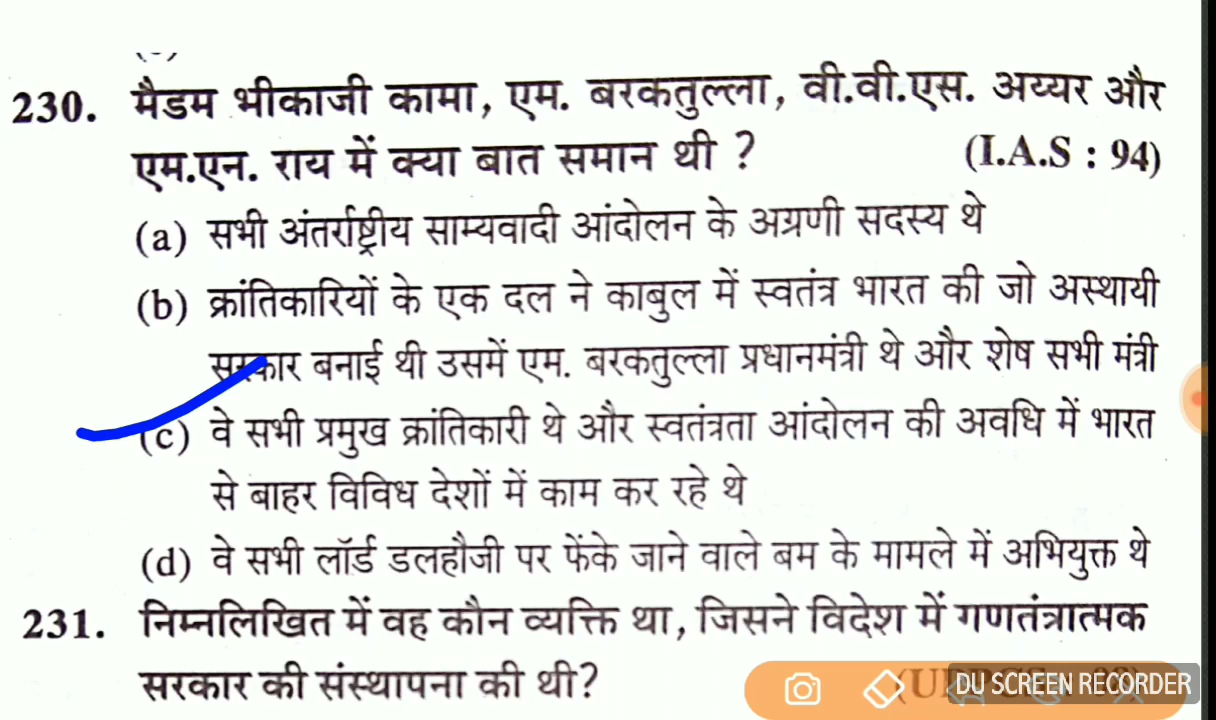 230. मैडम भीकाजी कामा, एम. बरकतुल्ला, वी.वी.एस. अय्यर और
एम.एन. राय में क्या बात समान थी ? (I.A.S : 94)
(a) सभी अंतर्राष्ट्रीय साम्यवादी आंदोलन के अग्रणी सदस्य थे
(b) क्रांतिकारियों के एक दल ने काबुल में स्वतंत्र भारत की जो अस्थायी
सरकार बनाई थी उसमें एम. बरकतुल्ला प्रधानमंत्री थे और शेष सभी मंत्री
(c) वे सभी प्रमुख क्रांतिकारी थे और स्वतंत्रता आंदोलन की अवधि में भारत
से बाहर विविध देशों में काम कर रहे थे
(d) वे सभी लॉर्ड डलहौजी पर फेंके जाने वाले बम के मामले में अभियुक्त थे
231. निम्नलिखित में वह कौन व्यक्ति था, जिसने विदेश में गणतंत्रात्मक
सरकार की संस्थापना की थी?
DU SCREEN RECORDER